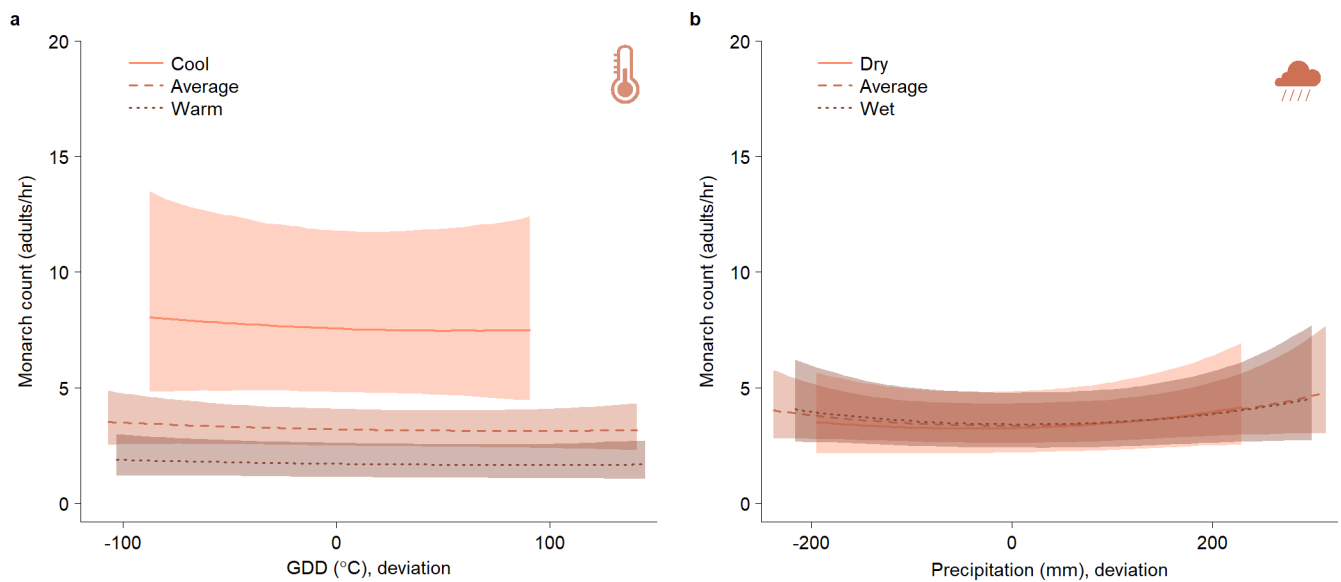 a
20
15
10
5
0
Monarch count (adults/hr)
Cool
Average
Warm
-100
0
100
GDD (°C), deviation
b
20
15
10
5
0
Monarch count (adults/hr)
Dry
Average
Wet
-200
0
200
Precipitation (mm), deviation